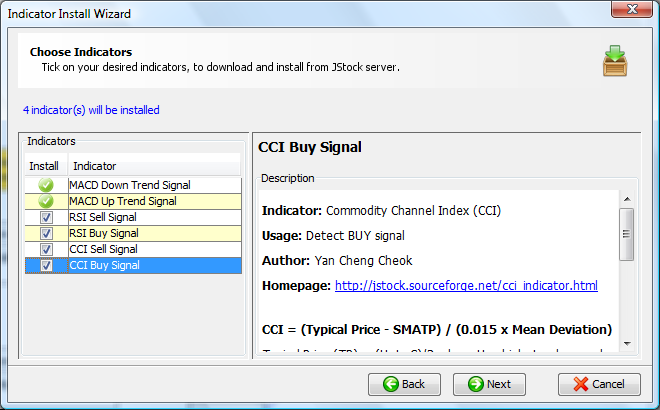 Indicator Install Wizard
Choose Indicators
Tick on your desired indicators, to download and install from JStock server.
4 indicator(s) will be installed
Indicators
Install Indicator
MACD Down Trend Signal
MACD Up Trend Signal
RSI Sell Signal
RSI Buy Signal
CCI Sell Signal
CCI Buy Signal
CCI Buy Signal
Description
Indicator: Commodity Channel Index (CCI)
Usage: Detect BUY signal
Author: Yan Cheng Cheok
Homepage: http://jstock.sourceforge.net/cci_indicator.html
CCI = (Typical Price - SMATP) / (0.015 x Mean Deviation)
Back
Next
Cancel